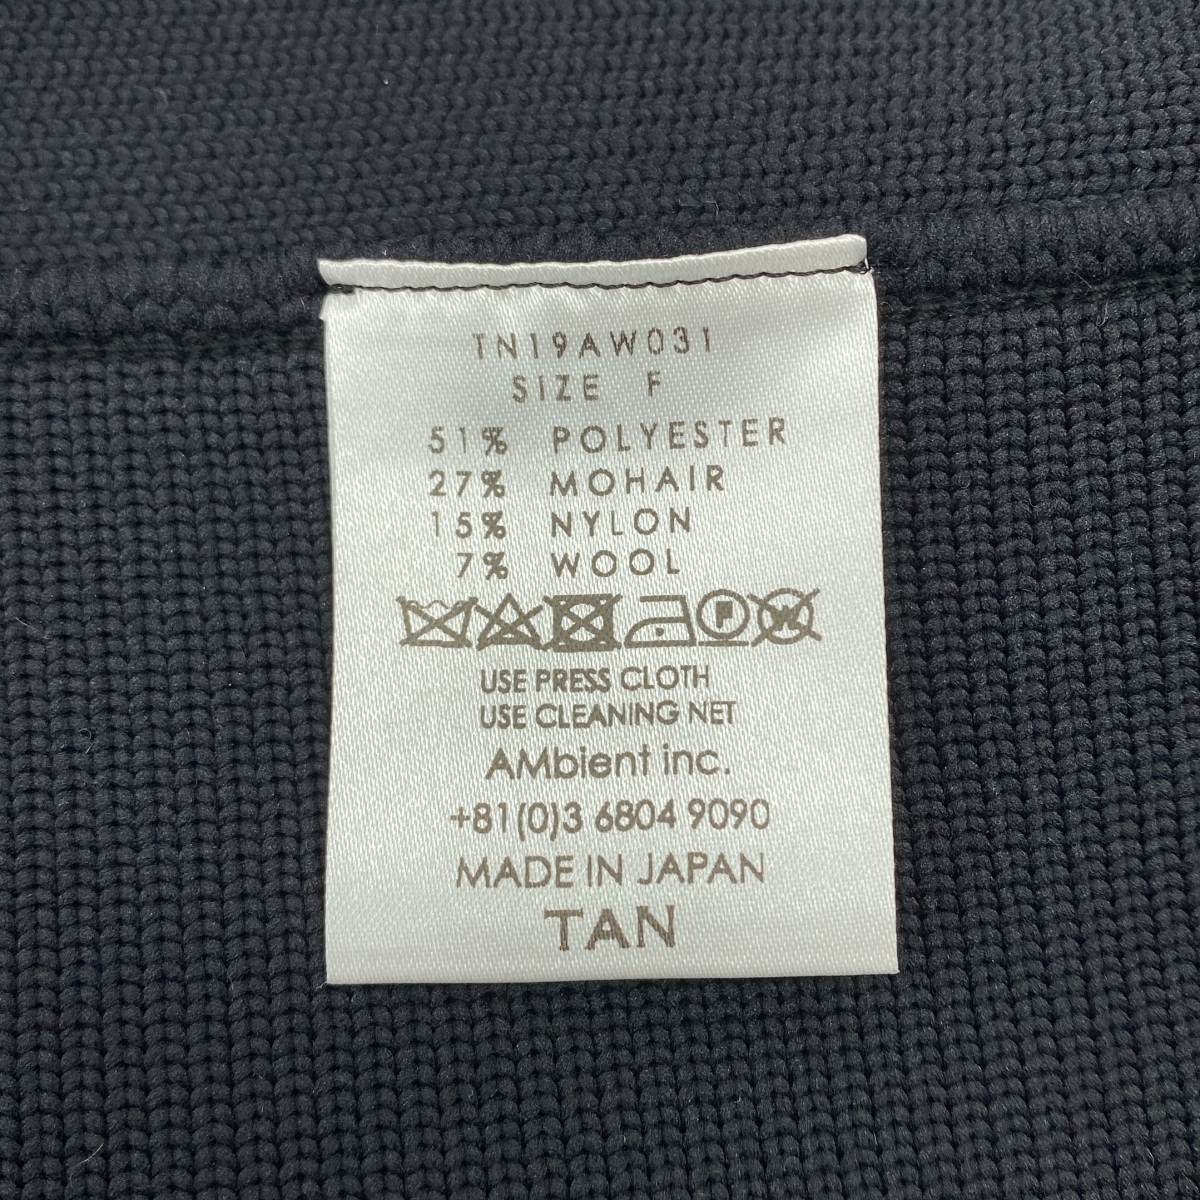 TN19AW031
SIZE F
51% POLYESTER
27% MOHAIR
15% NYLON
7% WOOL
P W
USE PRESS CLOTH
USE CLEANING NET
AMbient inc.
+81(0)3 6804 9090
MADE IN JAPAN
TAN